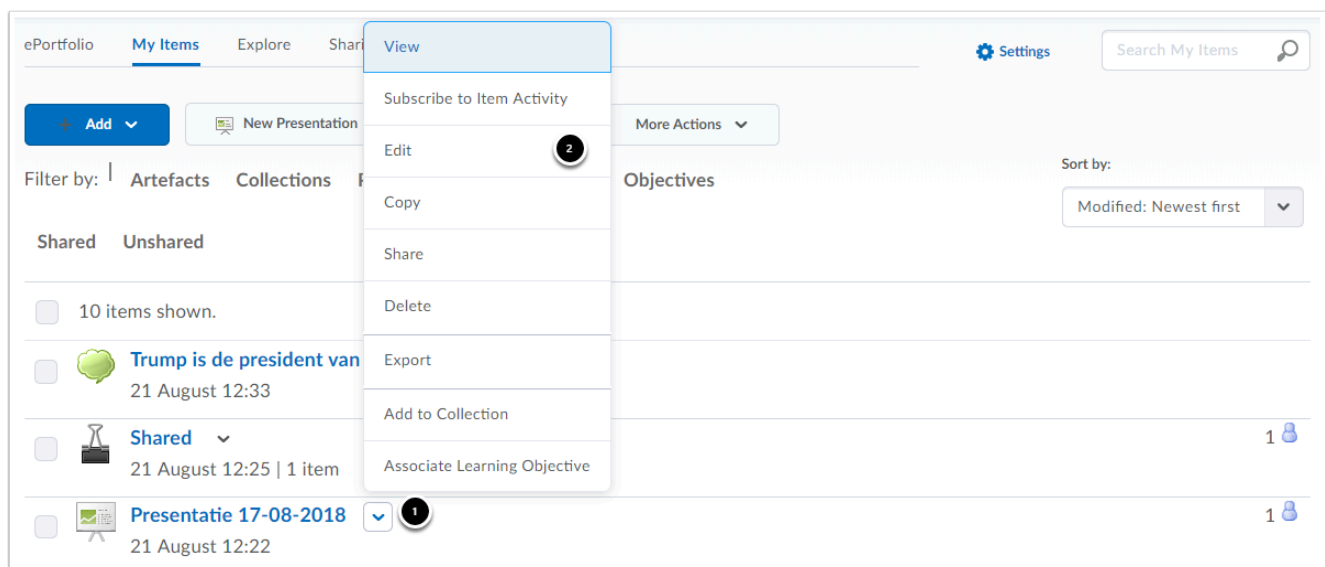 ePortfolio My Items Explore Shari Settings Search My Items
Add New Presentation More Actions
Filter by: Artefacts Collections Objectives
Sort by:
Modified: Newest first
Shared Unshared
10 items shown.
Trump is de president van
21 August 12:33
Shared 1
21 August 12:25 | 1 item
Presentatie 17-08-2018 1 1
21 August 12:22
View
Subscribe to Item Activity
Edit 2
Copy
Share
Delete
Export
Add to Collection
Associate Learning Objective